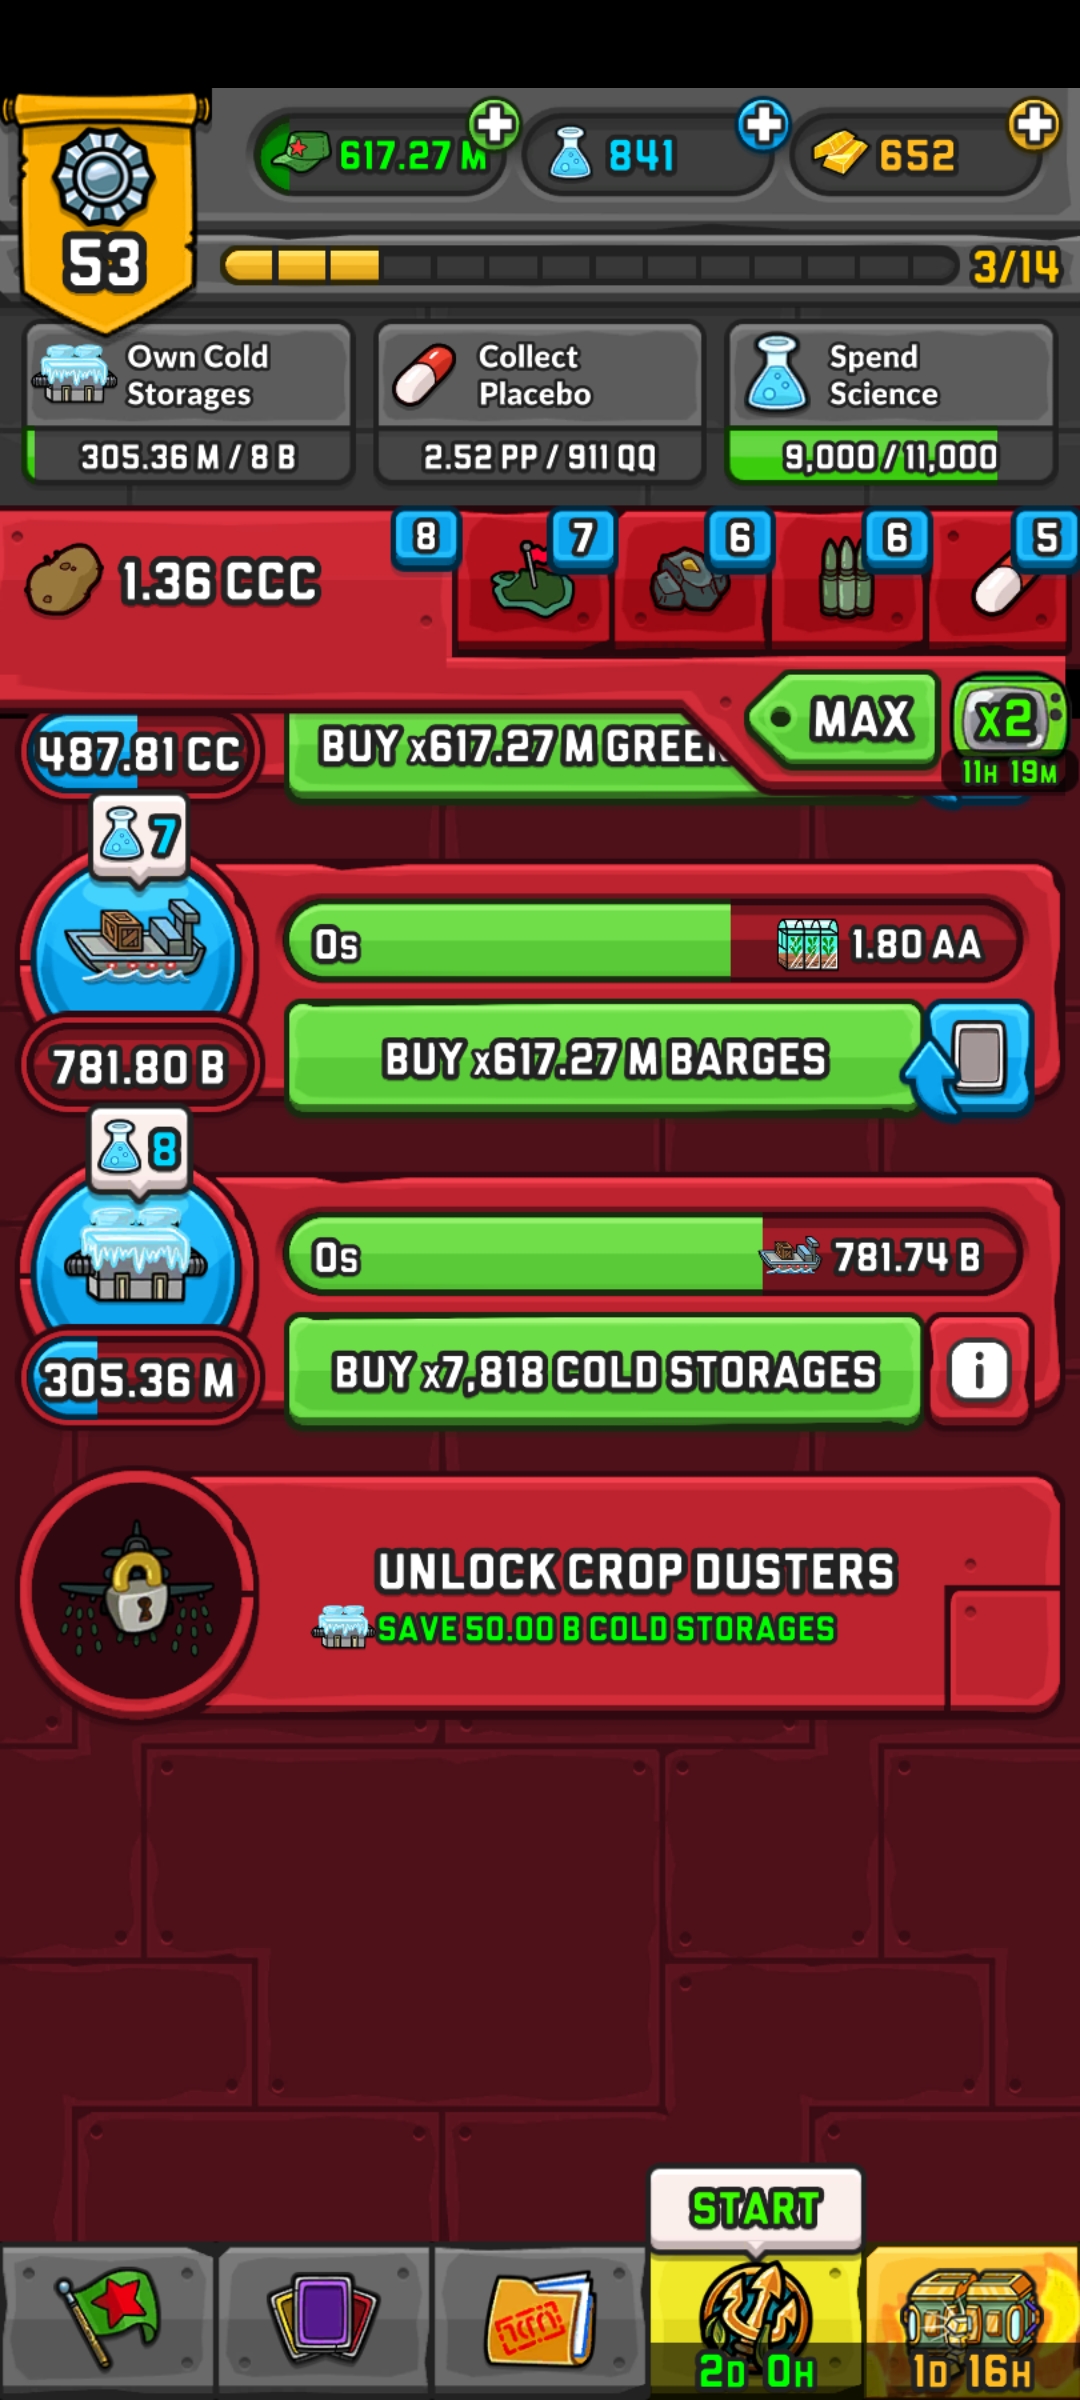 53
617.27 M
841
652
3/14
Own Cold
Storages
305.36 M / 8 B
Collect
Placebo
2.52 PP / 911 QQ
Spend
Science
9,000 / 11,000
1.36 CCC
8
7
6
6
5
MAX
x2
11H 19M
487.81 CC
BUY x617.27 M GREEN
7
0s
1.80 AA
781.80 B
BUY x617.27 M BARGES
8
0s
781.74 B
305.36 M
BUY x7,818 COLD STORAGES
i
UNLOCK CROP DUSTERS
SAVE 50.00 B COLD STORAGES
START
2D 0H
1D 16H